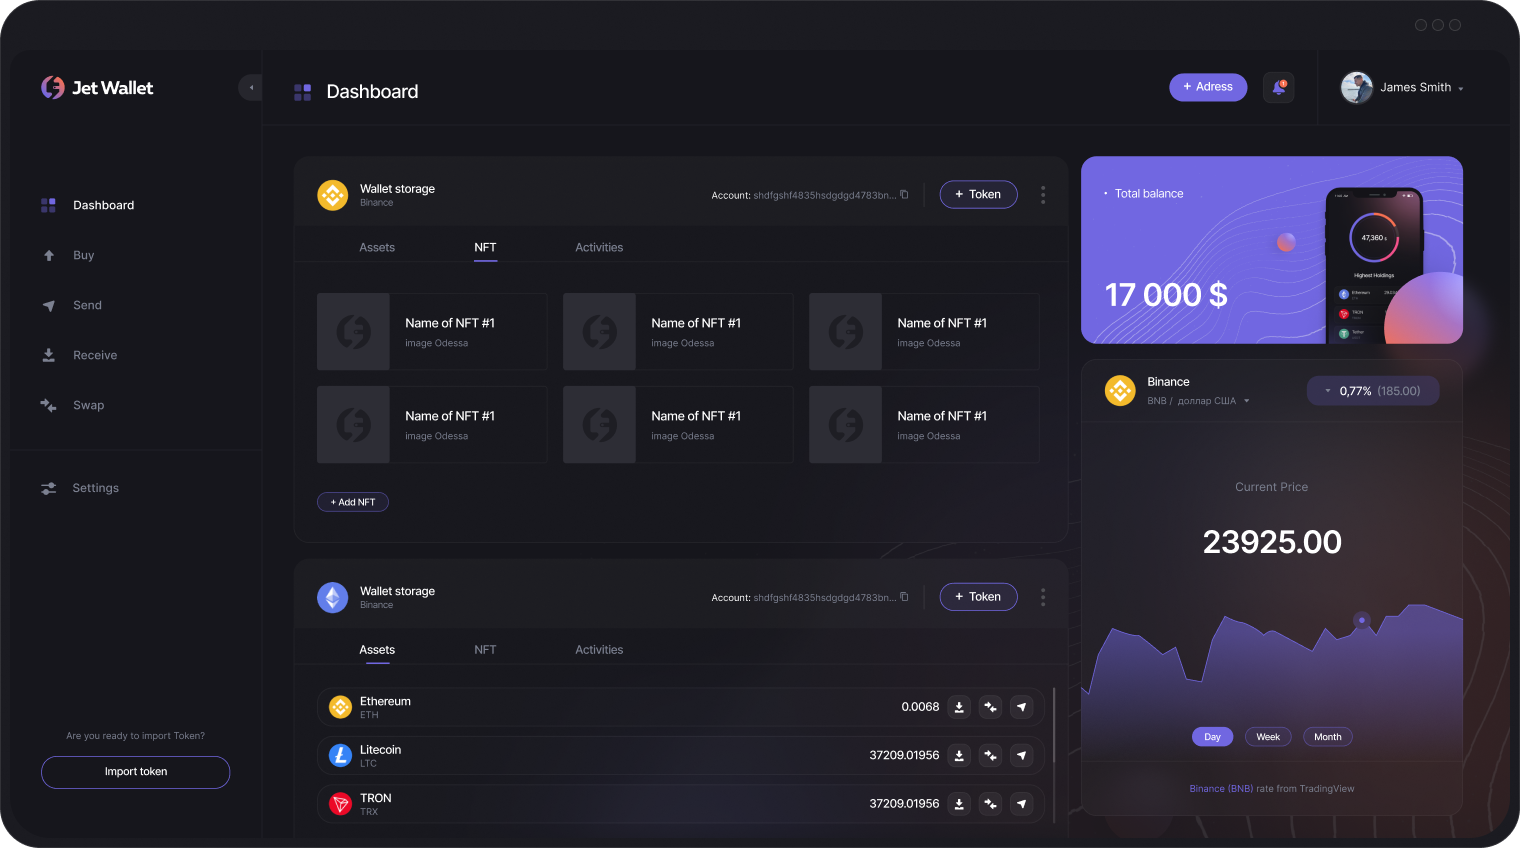 Jet Wallet
Dashboard
+ Adress
1
James Smith
Dashboard
Buy
Send
Receive
Swap
Settings
Are you ready to import Token?
Import token
Wallet storage
Binance
Account: shdfgshf4835hsdgdgd4783bn...
+ Token
Assets
NFT
Activities
Name of NFT #1
image Odessa
Name of NFT #1
image Odessa
Name of NFT #1
image Odessa
Name of NFT #1
image Odessa
Name of NFT #1
image Odessa
Name of NFT #1
image Odessa
+ Add NFT
Wallet storage
Binance
Account: shdfgshf4835hsdgdgd4783bn...
+ Token
Assets
NFT
Activities
Ethereum
ETH
0.0068
Litecoin
LTC
37209.01956
TRON
TRX
37209.01956
• Total balance
17 000 $
47,360 $
Highest Holdings
Ethereum
TRON
Tether
Binance
BNB / доллар США
0,77% (185.00)
Current Price
23925.00
Day
Week
Month
Binance (BNB) rate from TradingView